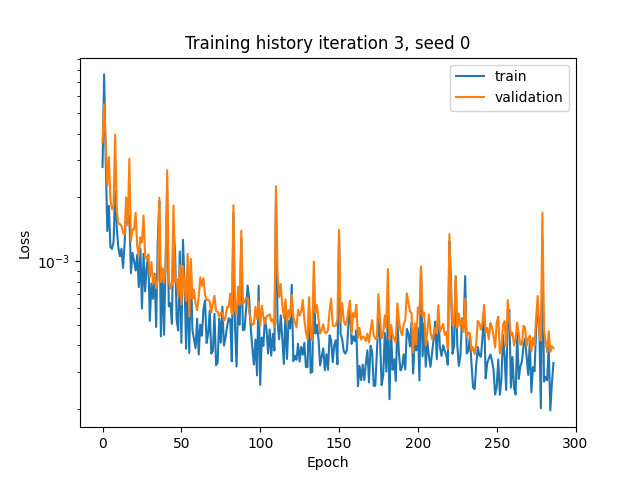 Training history iteration 3, seed 0
train
validation
Loss
10⁻³
0 50 100 150 200 250 300
Epoch